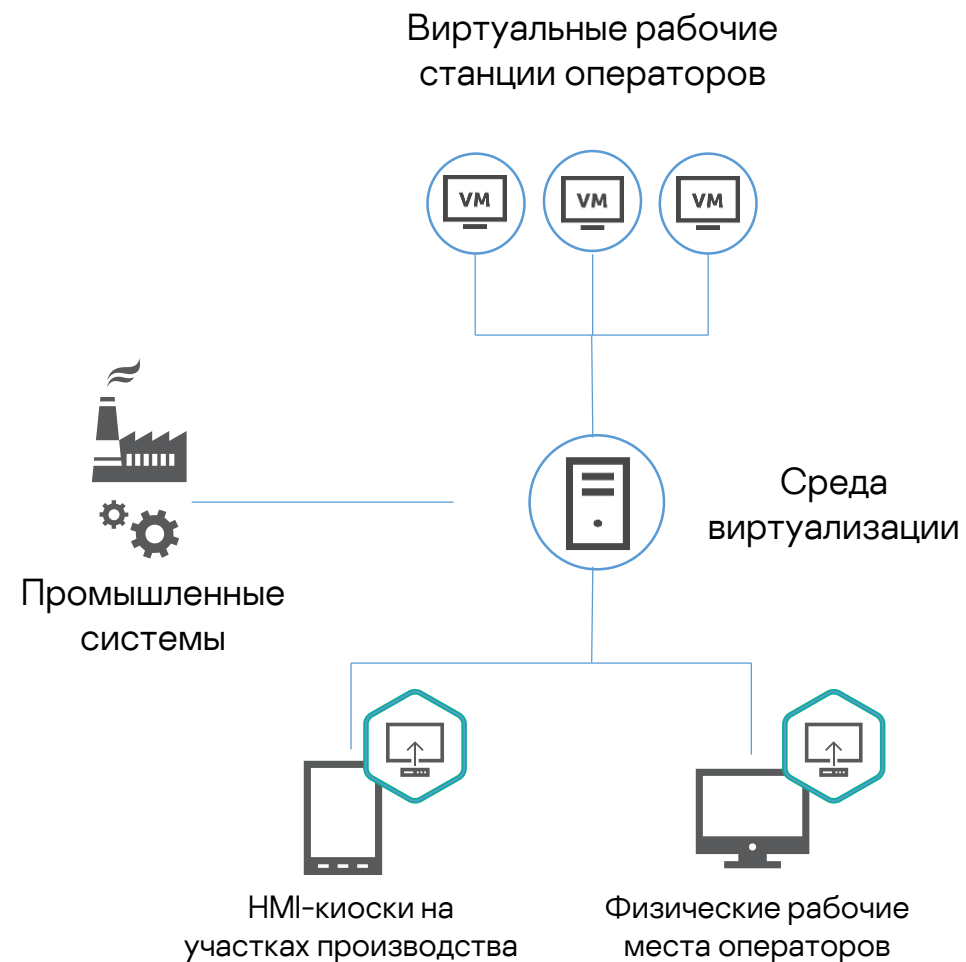 Виртуальные рабочие
станции операторов
VM
VM
VM
Среда
виртуализации
Промышленные
системы
HMI-киоски на
участках производства
Физические рабочие
места операторов